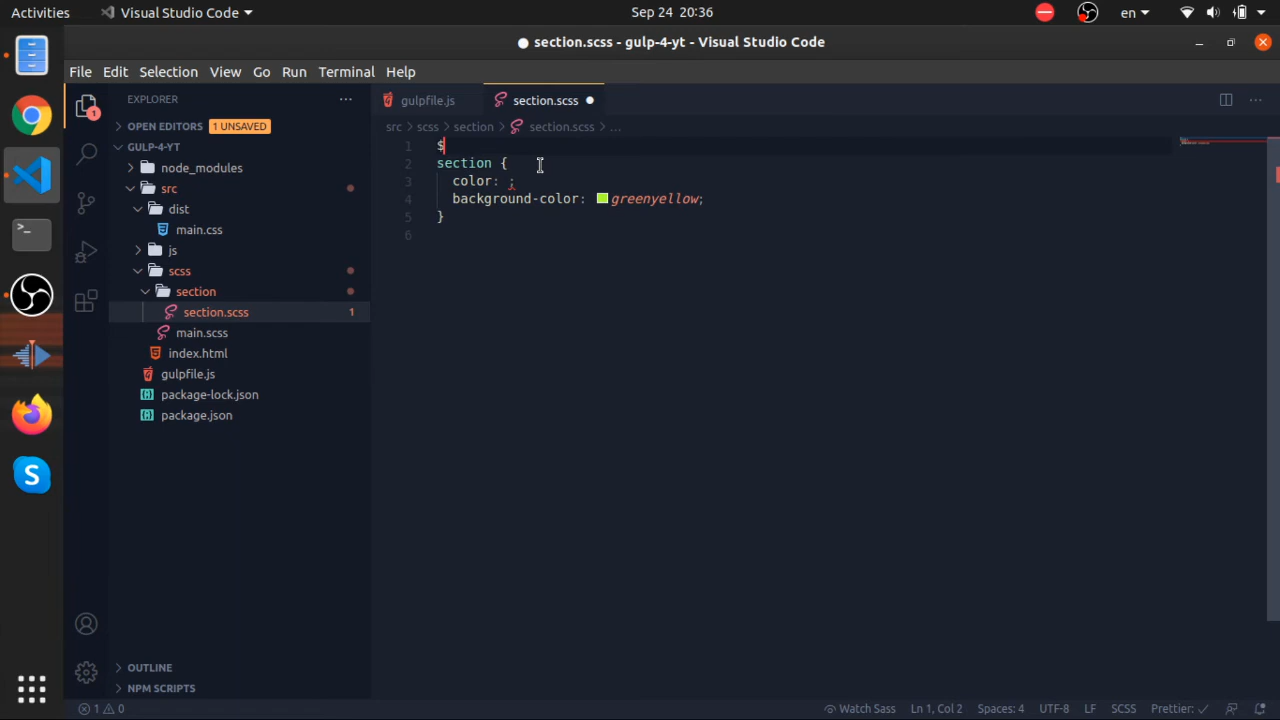 Activities
Visual Studio Code
Sep 24 20:36
en
● section.scss - gulp-4-yt - Visual Studio Code
File Edit Selection View Go Run Terminal Help
EXPLORER
gulpfile.js
section.scss
1
OPEN EDITORS
1 UNSAVED
src > scss > section > section.scss > ...
GULP-4-YT
node_modules
src
dist
main.css
js
scss
section
section.scss 1
main.scss
index.html
gulpfile.js
package-lock.json
package.json
1 $
2 section {
3 color: ;
4 background-color: greenyellow;
5 }
6
S
OUTLINE
NPM SCRIPTS
1 0
Watch Sass
Ln 1, Col 2
Spaces: 4
UTF-8
LF
SCSS
Prettier: ✓